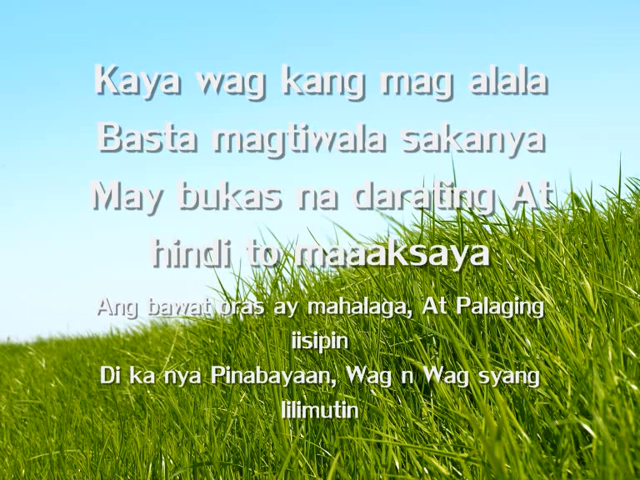 Kaya wag kang mag alala
Basta magtiwala sakanya
May bukas na darating At
hindi to maaaksaya
Ang bawat oras ay mahalaga, At Palaging
iisipin
Di ka nya Pinabayaan, Wag n Wag syang
lilimutin